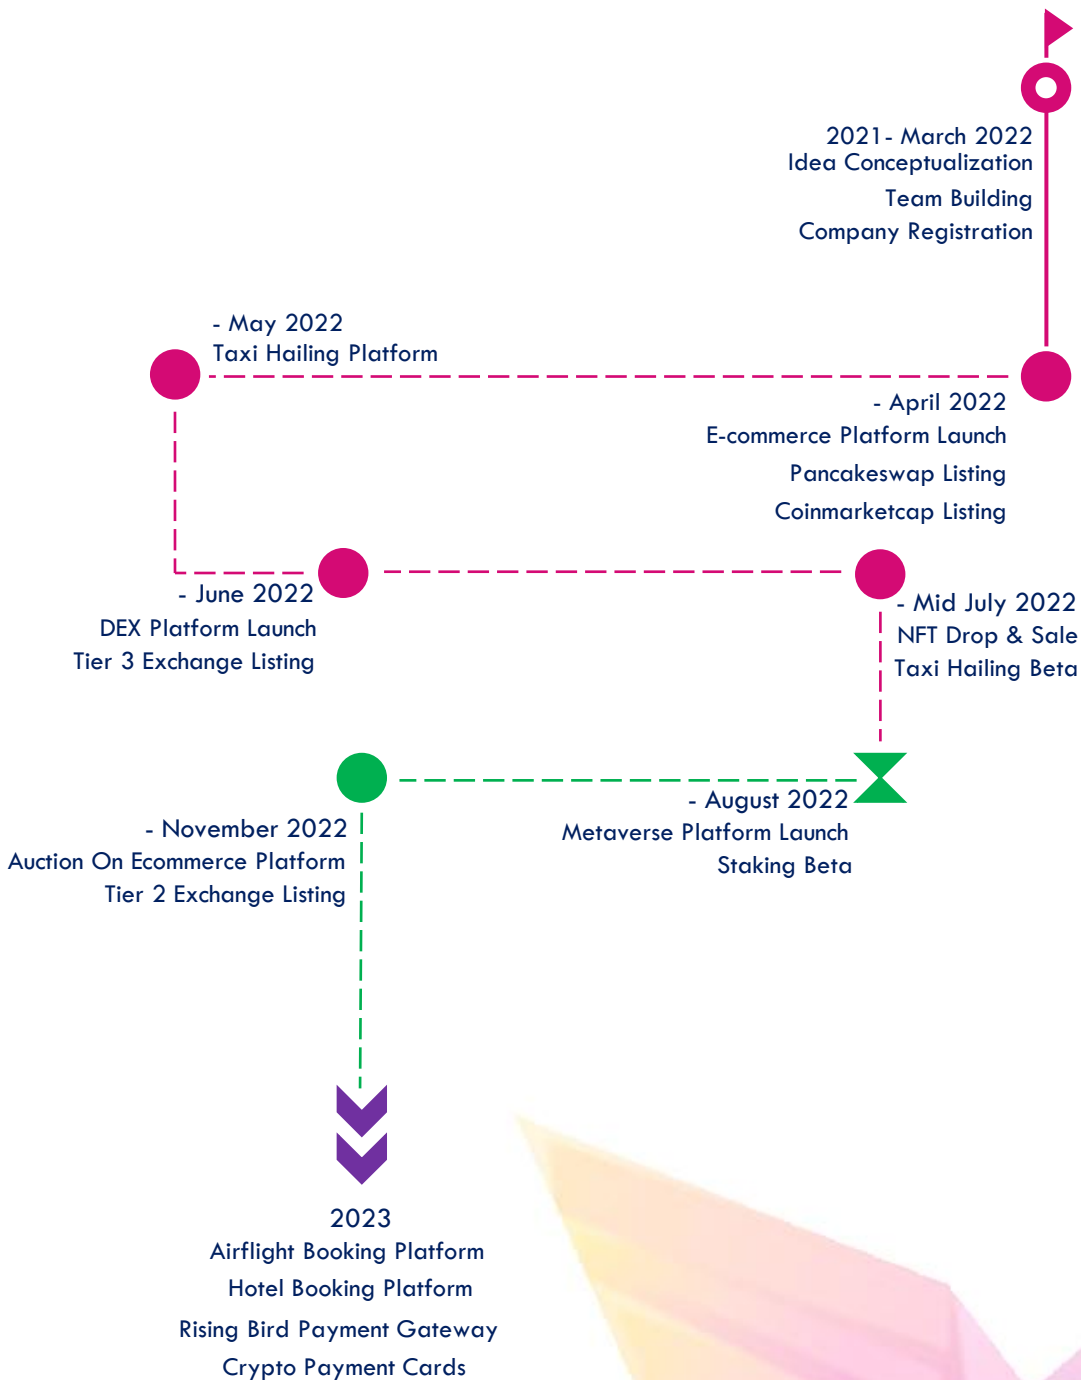 2021- March 2022
Idea Conceptualization
Team Building
Company Registration
- April 2022
E-commerce Platform Launch
Pancakeswap Listing
Coinmarketcap Listing
- May 2022
Taxi Hailing Platform
- June 2022
DEX Platform Launch
Tier 3 Exchange Listing
- Mid July 2022
NFT Drop & Sale
Taxi Hailing Beta
- August 2022
Metaverse Platform Launch
Staking Beta
- November 2022
Auction On Ecommerce Platform
Tier 2 Exchange Listing
2023
Airflight Booking Platform
Hotel Booking Platform
Rising Bird Payment Gateway
Crypto Payment Cards